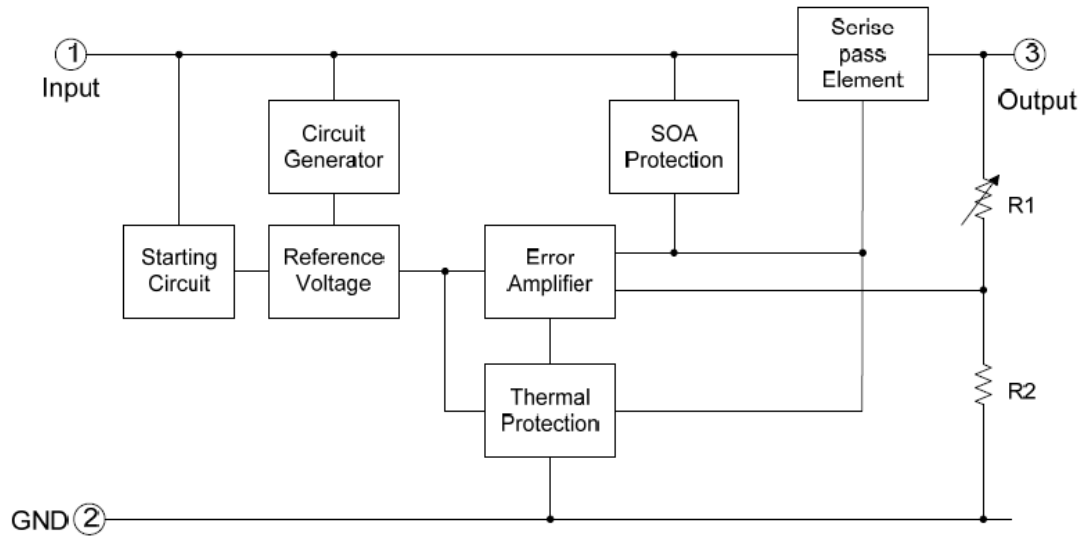 Serise
pass
Element
1
Input
3
Output
Circuit
Generator
SOA
Protection
R1
Starting
Circuit
Reference
Voltage
Error
Amplifier
Thermal
Protection
R2
GND 2